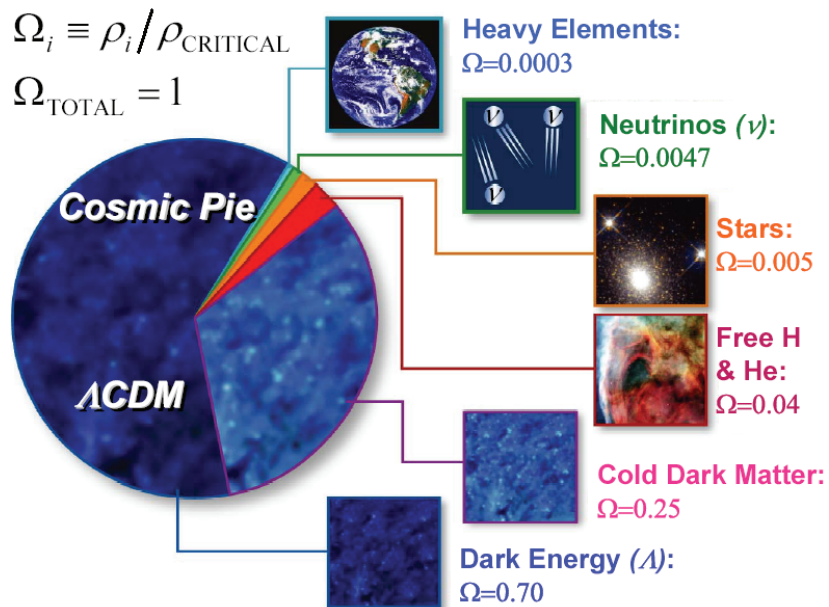 Ωᵢ ≡ ρᵢ/ρCRITICAL
ΩTOTAL = 1
Heavy Elements:
Ω=0.0003
ν ν
ν
Neutrinos (ν):
Ω=0.0047
Cosmic Pie
Stars:
Ω=0.005
Free H
& He:
Ω=0.04
ΛCDM
Cold Dark Matter:
Ω=0.25
Dark Energy (Λ):
Ω=0.70